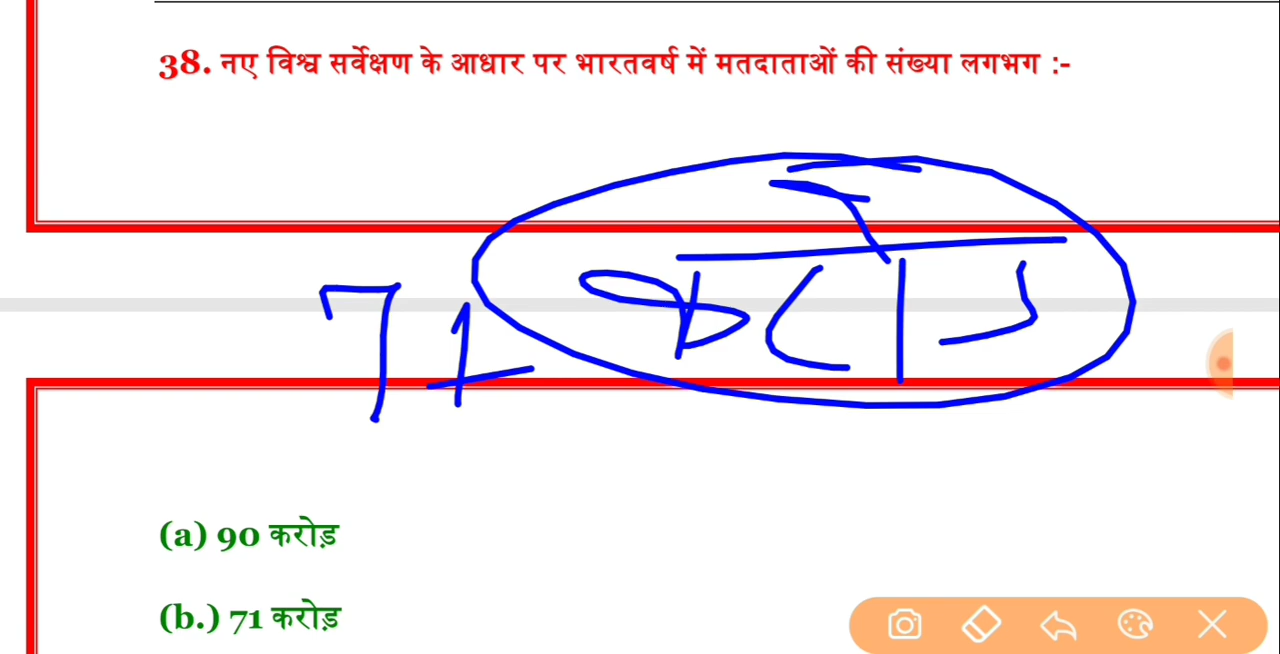 38. नए विश्व सर्वेक्षण के आधार पर भारतवर्ष में मतदाताओं की संख्या लगभग :-
71 करोड़
(a) 90 करोड़
(b.) 71 करोड़